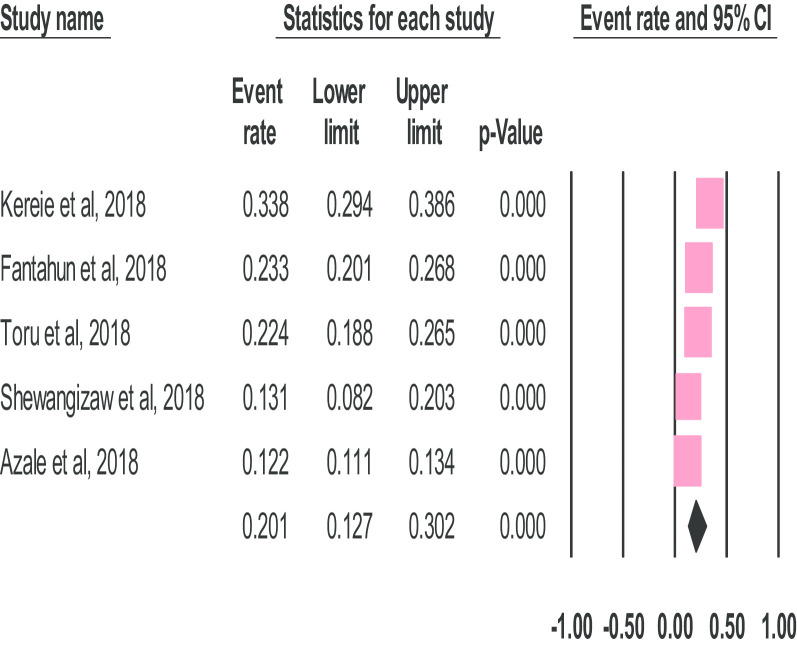 Study name Statistics for each study Event rate and 95% CI
Event Lower Upper
rate limit limit p-Value
Kereie et al, 2018 0.338 0.294 0.386 0.000
Fantahun et al, 2018 0.233 0.201 0.268 0.000
Toru et al, 2018 0.224 0.188 0.265 0.000
Shewangizaw et al, 2018 0.131 0.082 0.203 0.000
Azale et al, 2018 0.122 0.111 0.134 0.000
0.201 0.127 0.302 0.000
-1.00 -0.50 0.00 0.50 1.00